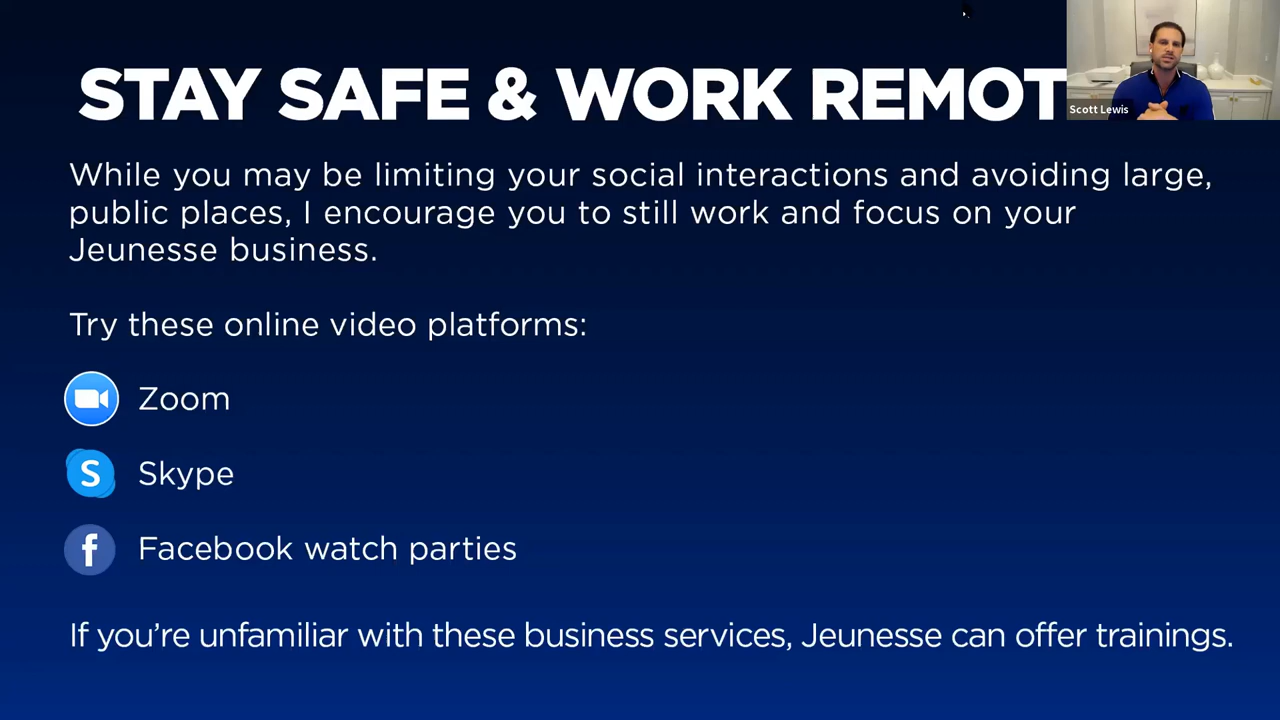 STAY SAFE & WORK REMOT
Scott Lewis
While you may be limiting your social interactions and avoiding large,
public places, I encourage you to still work and focus on your
Jeunesse business.
Try these online video platforms:
Zoom
S Skype
f Facebook watch parties
If you’re unfamiliar with these business services, Jeunesse can offer trainings.